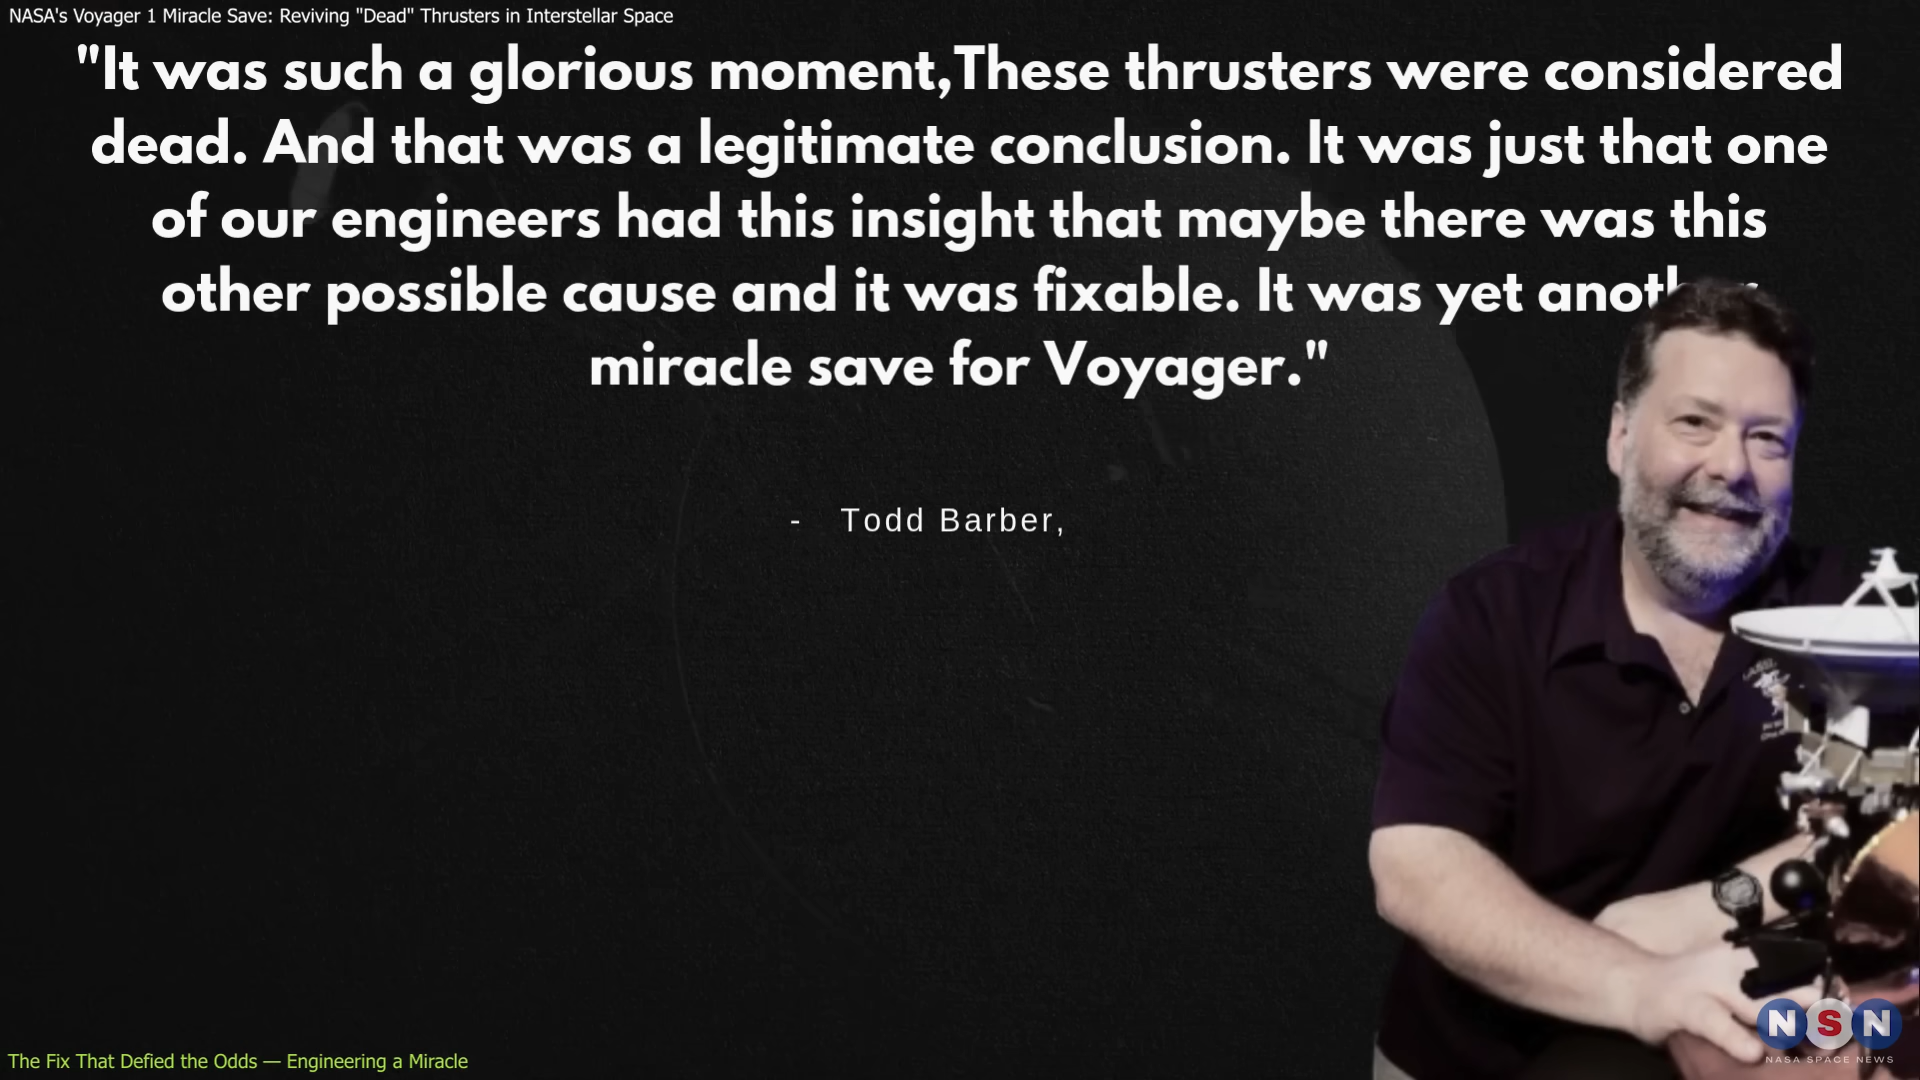 NASA's Voyager 1 Miracle Save: Reviving "Dead" Thrusters in Interstellar Space
"It was such a glorious moment,These thrusters were considered
dead. And that was a legitimate conclusion. It was just that one
of our engineers had this insight that maybe there was this
other possible cause and it was fixable. It was yet another
miracle save for Voyager."
- Todd Barber,
NSN
NASA SPACE NEWS
The Fix That Defied the Odds — Engineering a Miracle